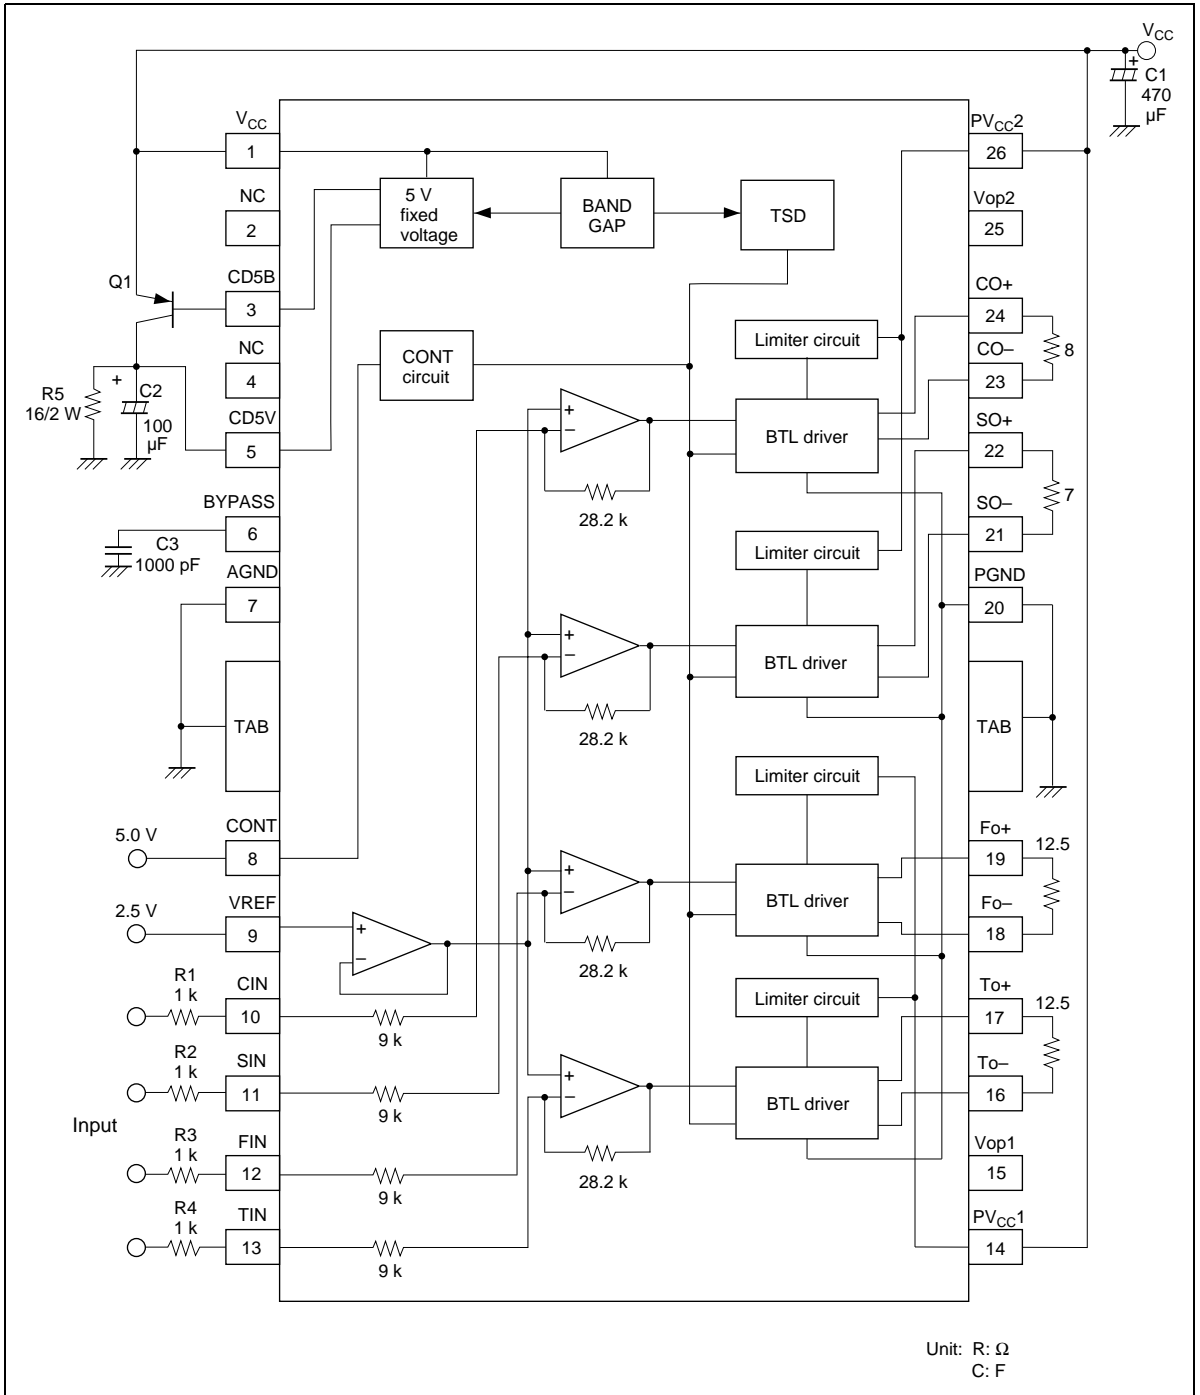 V_CC
C1
470
µF
V_CC
1
NC
2
Q1
CD5B
3
NC
4
R5
16/2 W
+
C2
100
µF
CD5V
5
BYPASS
6
C3
1000 pF
AGND
7
TAB
5.0 V
CONT
8
2.5 V
VREF
9
R1
1 k
CIN
10
R2
1 k
SIN
11
Input
R3
1 k
FIN
12
R4
1 k
TIN
13
5 V
fixed
voltage
BAND
GAP
TSD
CONT
circuit
+
–
9 k
9 k
9 k
9 k
+
–
28.2 k
+
–
28.2 k
+
–
28.2 k
+
–
28.2 k
Limiter circuit
BTL driver
Limiter circuit
BTL driver
Limiter circuit
BTL driver
Limiter circuit
BTL driver
+
PV_CC2
26
Vop2
25
CO+
24
8
CO–
23
SO+
22
7
SO–
21
PGND
20
TAB
Fo+
19
12.5
Fo–
18
To+
17
12.5
To–
16
Vop1
15
PV_CC1
14
Unit: R: Ω
C: F